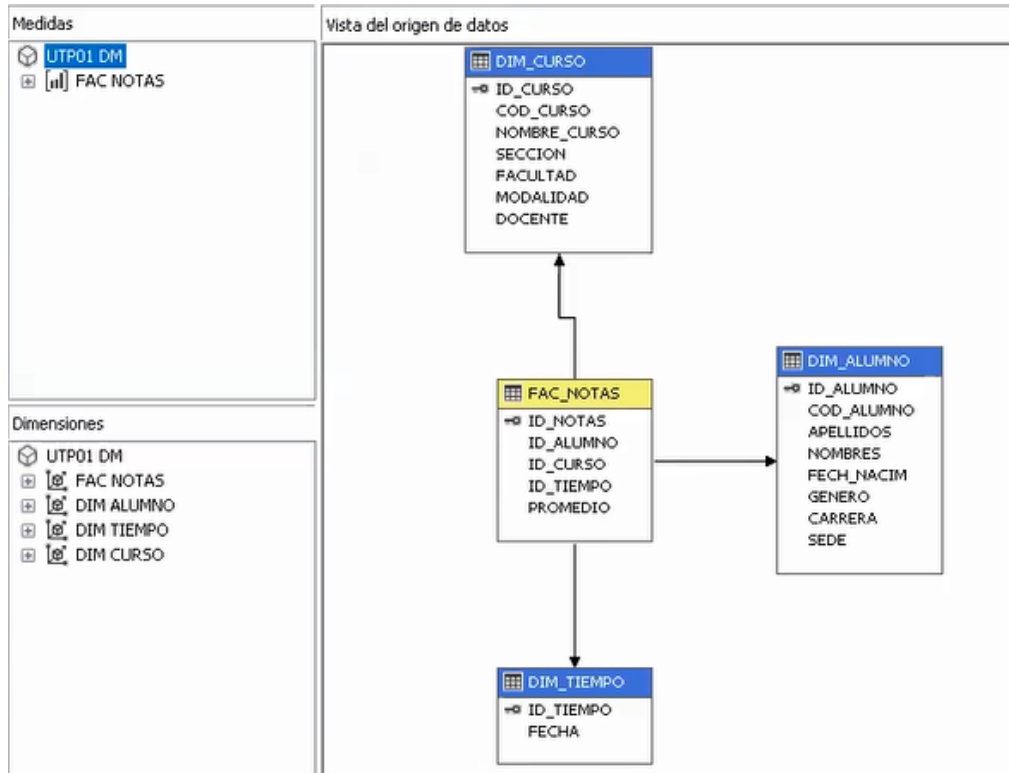 Medidas
UTP01 DM
FAC NOTAS
Dimensiones
UTP01 DM
FAC NOTAS
DIM ALUMNO
DIM TIEMPO
DIM CURSO
Vista del origen de datos
DIM_CURSO
ID_CURSO
COD_CURSO
NOMBRE_CURSO
SECCION
FACULTAD
MODALIDAD
DOCENTE
FAC_NOTAS
ID_NOTAS
ID_ALUMNO
ID_CURSO
ID_TIEMPO
PROMEDIO
DIM_ALUMNO
ID_ALUMNO
COD_ALUMNO
APELLIDOS
NOMBRES
FECH_NACIM
GENERO
CARRERA
SEDE
DIM_TIEMPO
ID_TIEMPO
FECHA